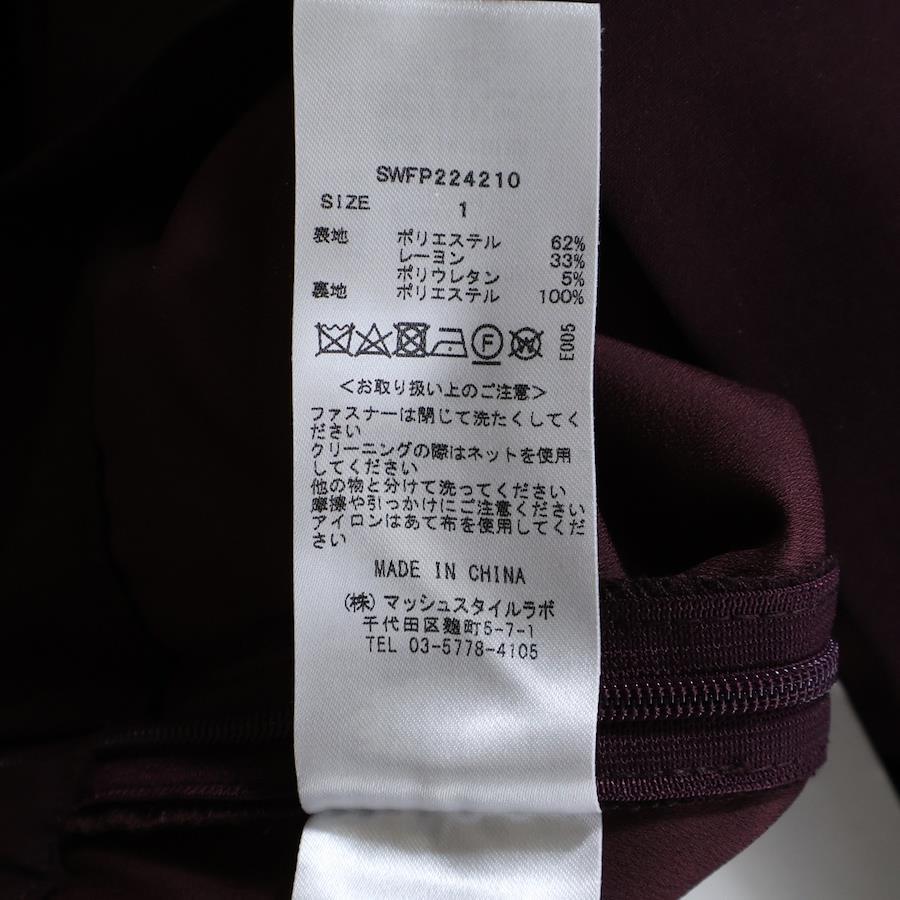 SWFP224210
SIZE 1
表地 ポリエステル 62%
レーヨン 33%
ポリウレタン 5%
裏地 ポリエステル 100%
F W E005
<お取り扱い上のご注意>
ファスナーは閉じて洗たくしてく
ださい
クリーニングの際はネットを使用
してください
他の物と分けて洗ってください
摩擦や引っかけにご注意ください
アイロンはあて布を使用してくだ
さい
MADE IN CHINA
(株)マッシュスタイルラボ
千代田区麹町5-7-1
TEL 03-5778-4105